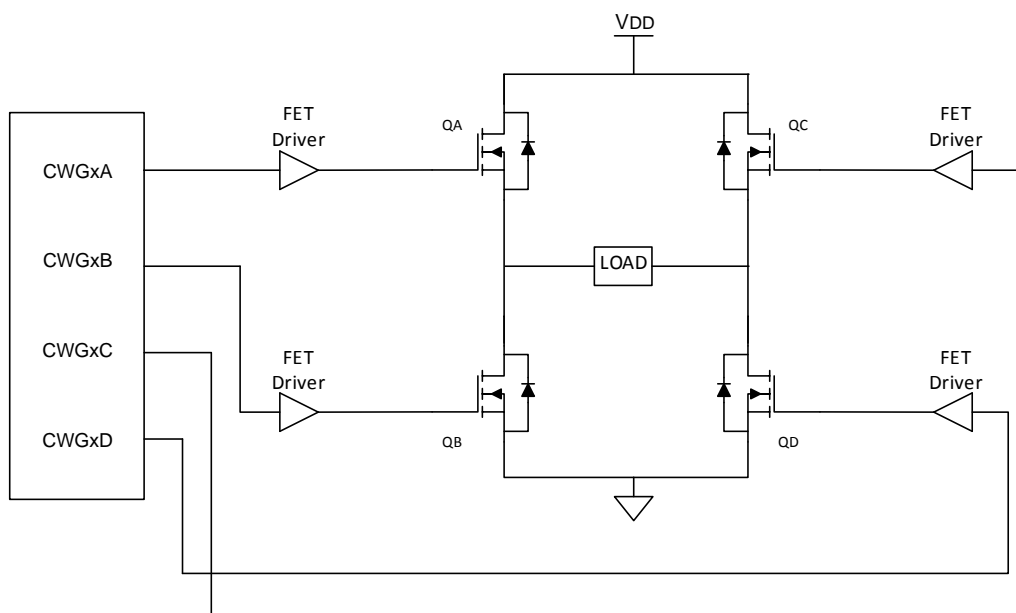 VDD
FET
Driver
QA
QC
FET
Driver
CWGxA
CWGxB
LOAD
CWGxC
FET
Driver
FET
Driver
CWGxD
QB
QD